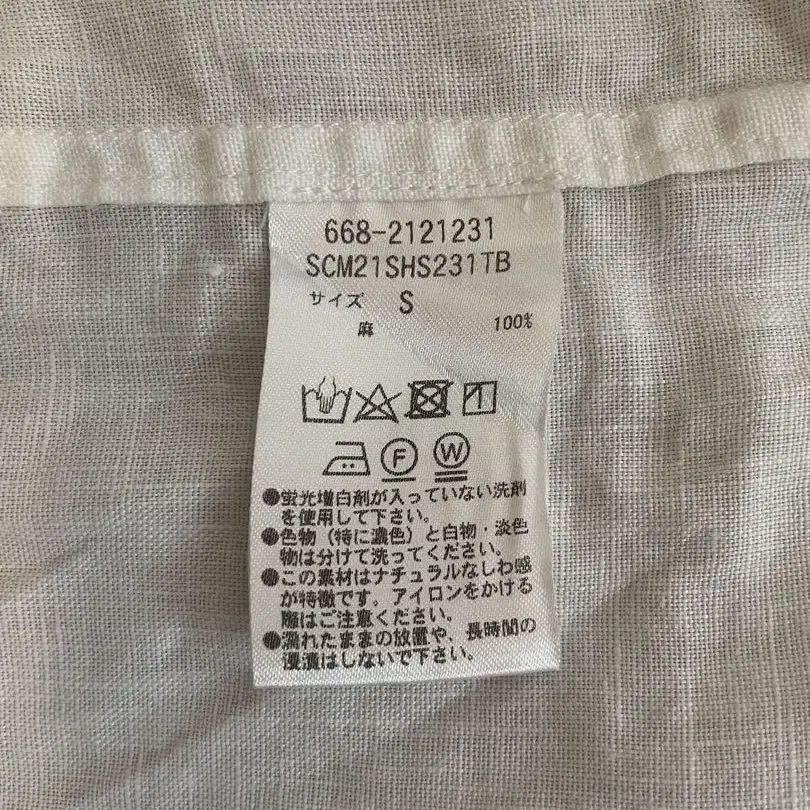 668-2121231
SCM21SHS231TB
サイズ S
麻 100%
F W
●蛍光増白剤が入っていない洗剤
を使用して下さい。
●色物(特に濃色)と白物・淡色
物は分けて洗ってください。
●この素材はナチュラルなしわ感
が特徴です。アイロンをかける
際はご注意ください。
●濡れたままの放置や、長時間の
浸漬はしないで下さい。